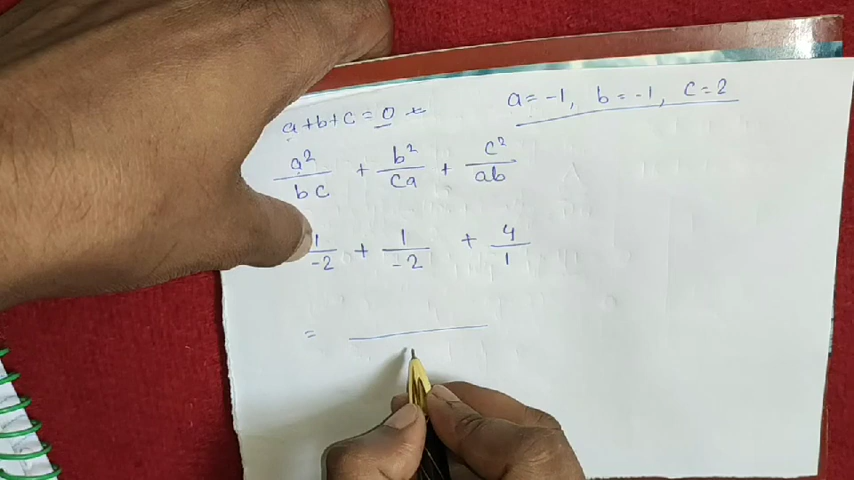 a+b+c = 0
a = -1, b = -1, c = 2
a²/bc + b²/ca + c²/ab
1/-2 + 1/-2 + 4/1
=